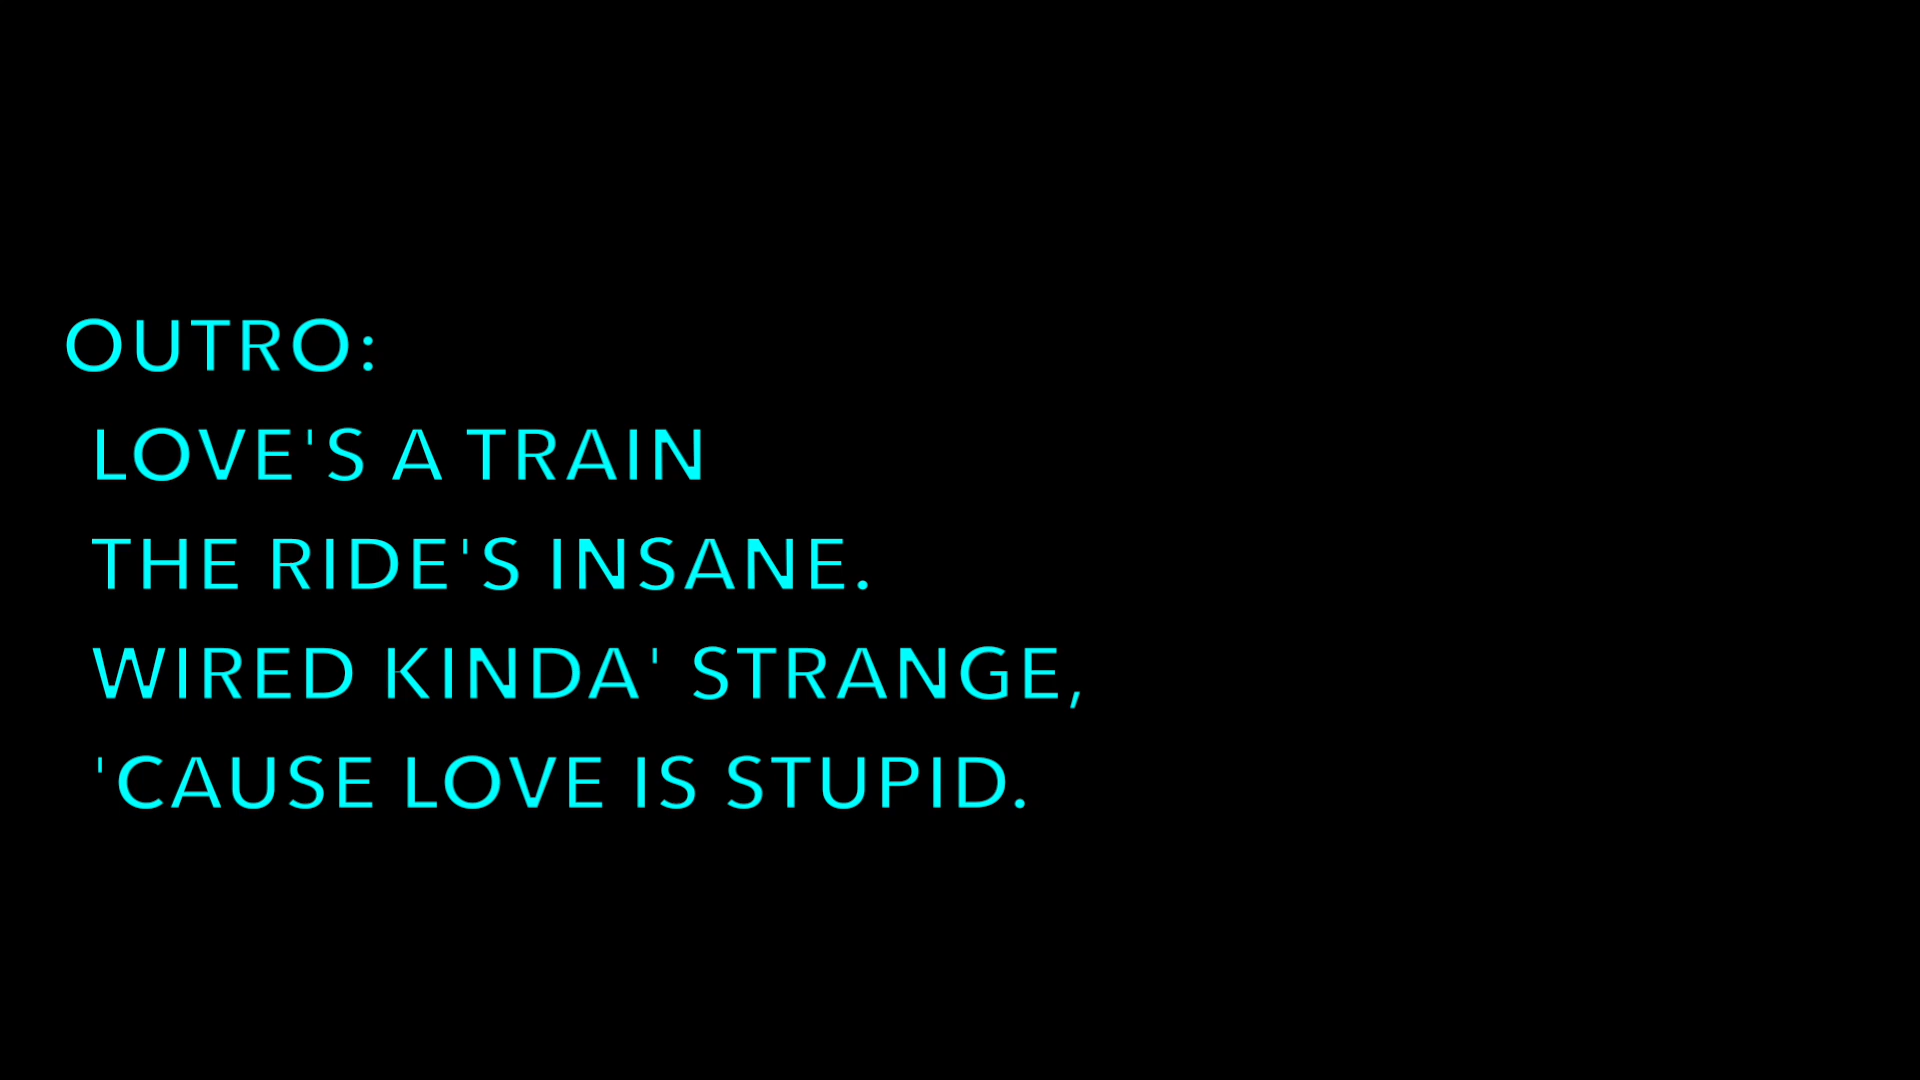 OUTRO:
LOVE'S A TRAIN
THE RIDE'S INSANE.
WIRED KINDA' STRANGE,
'CAUSE LOVE IS STUPID.